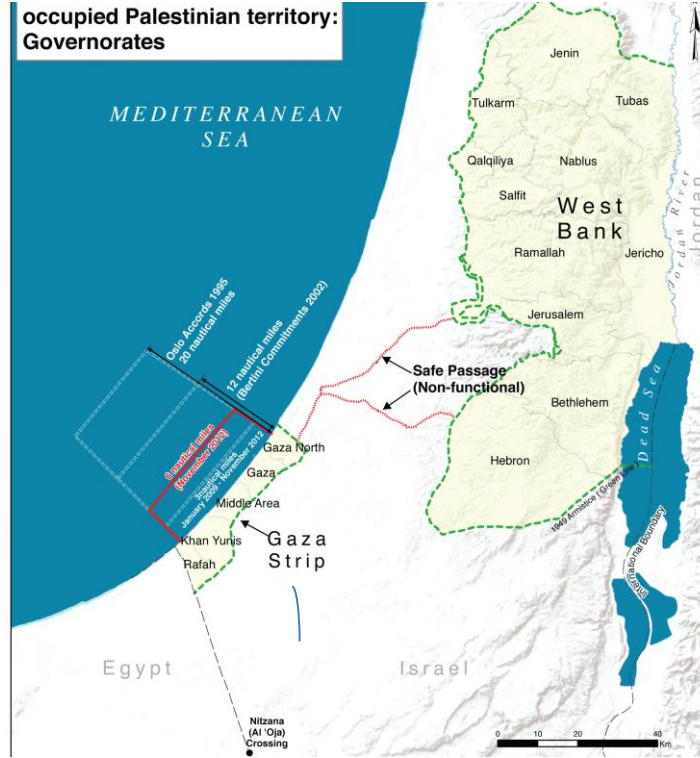 occupied Palestinian territory:
Governorates
MEDITERRANEAN
SEA
Jenin
Tulkarm
Tubas
Qalqiliya
Nablus
Salfit
West
Bank
Ramallah
Jericho
Jordan River
Jordan
Jerusalem
Oslo Accords 1995
20 nautical miles
12 nautical miles
(Bertini Commitments 2002)
Safe Passage
(Non-functional)
Bethlehem
Dead Sea
Hebron
1949 Armistice (Green Line)
International Boundary
6 nautical miles
(November 2012)
3nautical miles
January 2009 - November 2012
Gaza North
Gaza
Middle Area
Khan Yunis
Rafah
Gaza
Strip
Egypt
Israel
Nitzana
(Al 'Oja)
Crossing
0 10 20 40
Km